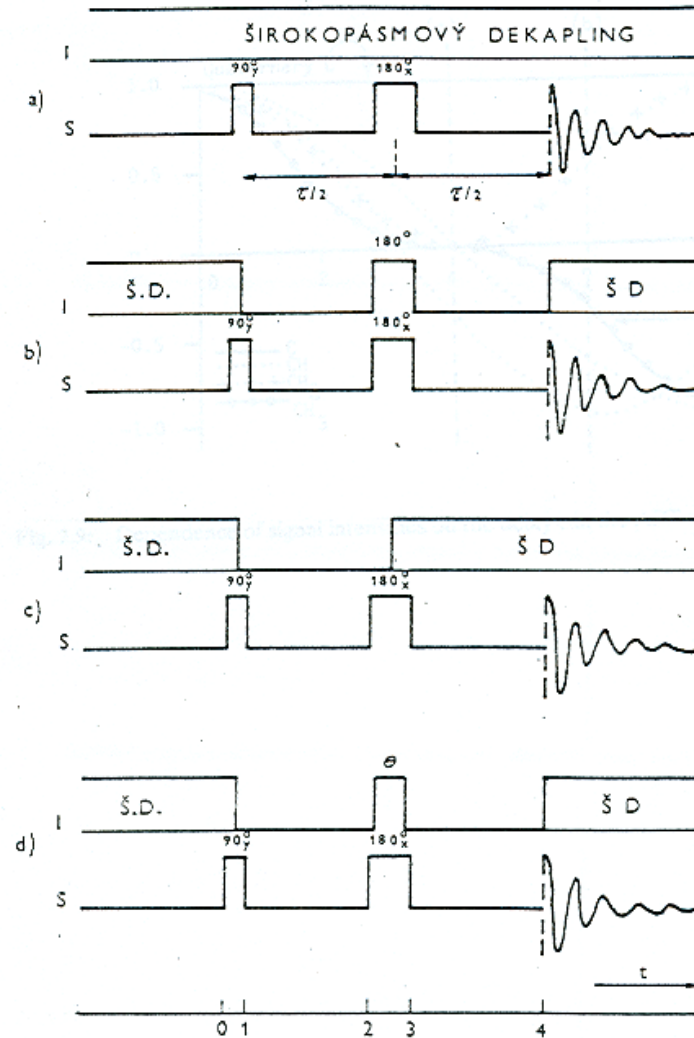 ŠIROKOPÁSMOVÝ DEKAPLING
I
90°y 180°x
a)
S
τ/2 τ/2
180°
Š.D. Š D
I
90°y 180°x
b)
S
Š.D. Š D
I
90°y 180°x
c)
S
Θ
Š.D. Š D
I
90°y 180°x
d)
S
t
0 1 2 3 4